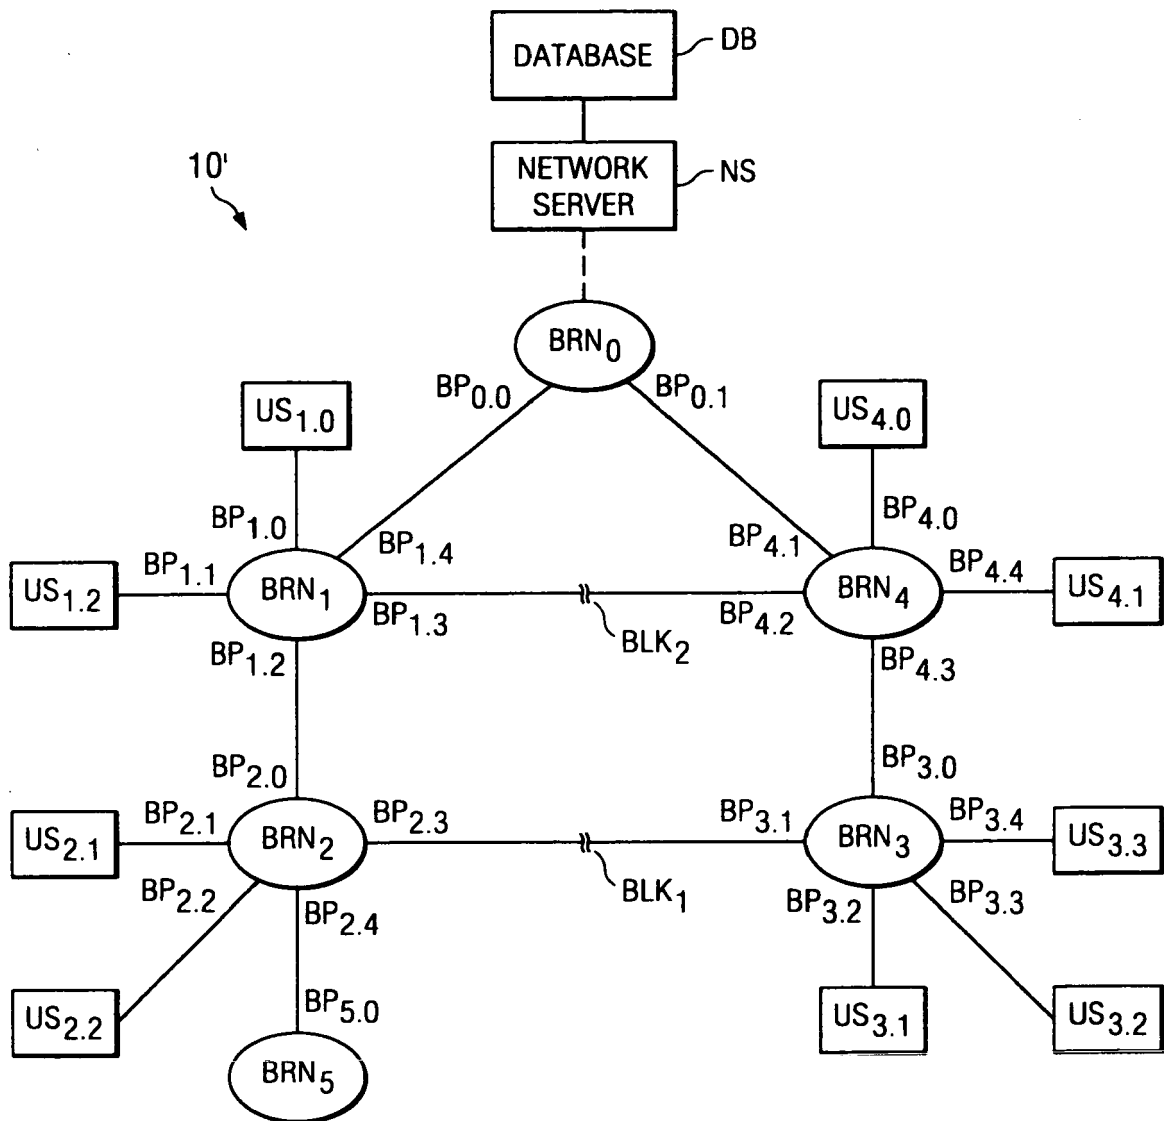 DATABASE
DB
NETWORK
SERVER
NS
10'
BRN0
BP0.0
BP0.1
US1.0
US4.0
BP1.0
BP1.4
BP4.1
BP4.0
US1.2
BP1.1
BRN1
BP1.3
BLK2
BP4.2
BRN4
BP4.4
US4.1
BP1.2
BP4.3
BP2.0
BP3.0
US2.1
BP2.1
BRN2
BP2.3
BLK1
BP3.1
BRN3
BP3.4
US3.3
BP2.2
BP2.4
BP3.2
BP3.3
US2.2
BP5.0
US3.1
US3.2
BRN5